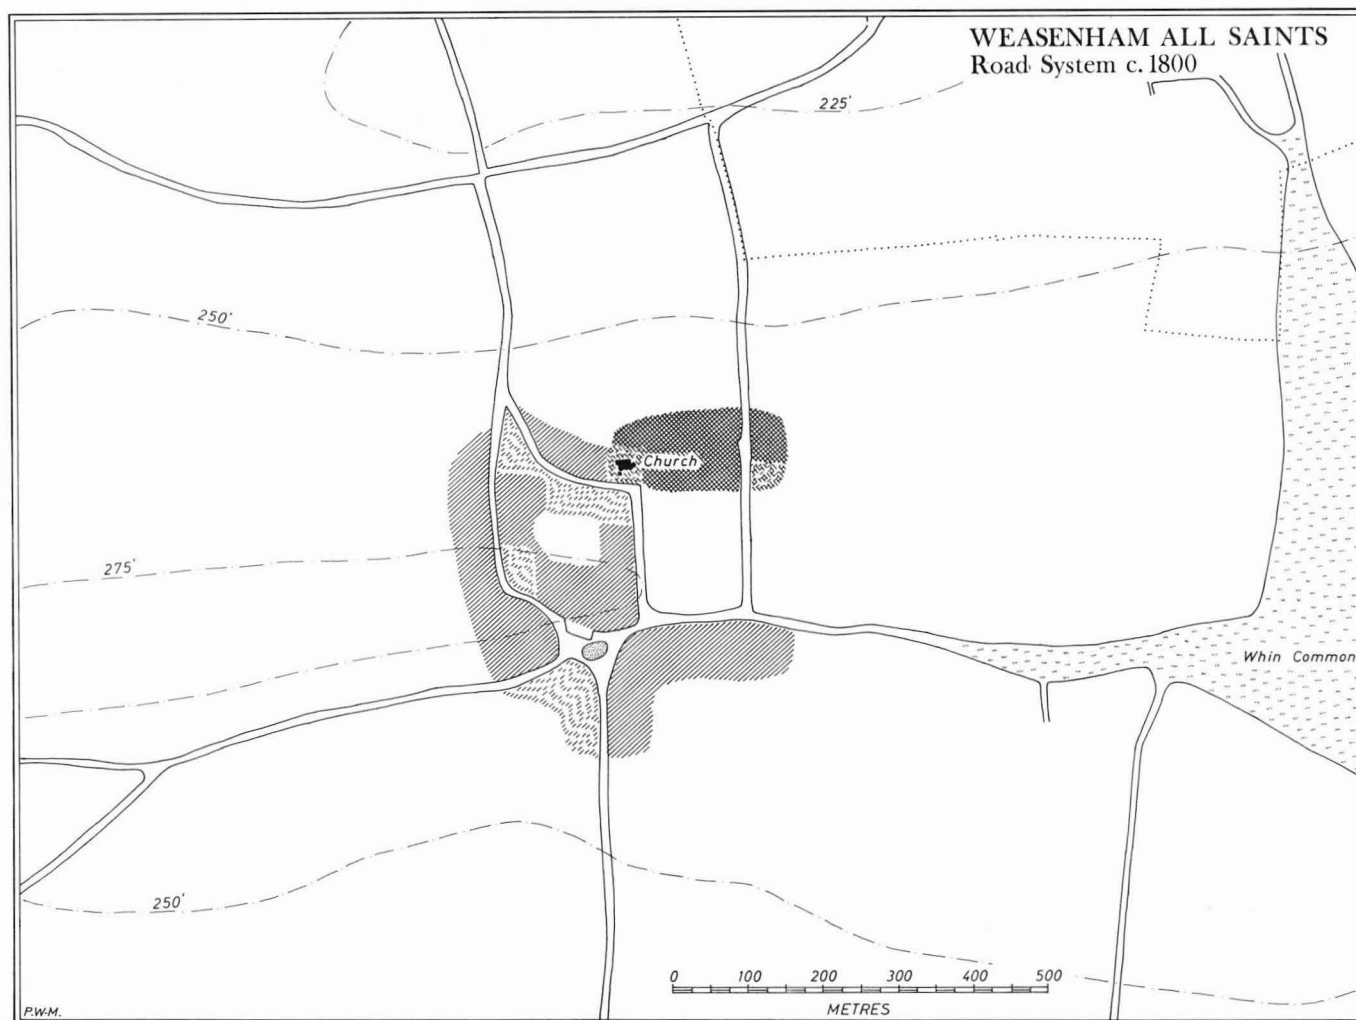 WEASENHAM ALL SAINTS
Road System c. 1800
225'
250'
Church
275'
Whin Common
250'
0 100 200 300 400 500
METRES
P.W-M.